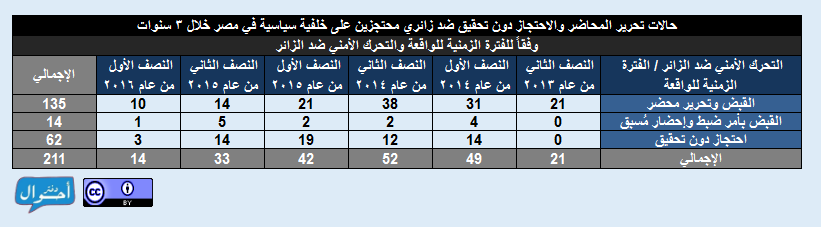 حالات تحرير المحاضر والاحتجاز دون تحقيق ضد زائري محتجزين على خلفية سياسية في مصر خلال ٣ سنوات
وفقاً للفترة الزمنية للواقعة والتحرك الأمني ضد الزائر
التحرك الأمني ضد الزائر / الفترة الزمنية للواقعة النصف الثاني من عام ٢٠١٣ النصف الأول من عام ٢٠١٤ النصف الثاني من عام ٢٠١٤ النصف الأول من عام ٢٠١٥ النصف الثاني من عام ٢٠١٥ النصف الأول من عام ٢٠١٦ الإجمالي
القبض وتحرير محضر 21 31 38 21 14 10 135
القبض بأمر ضبط وإحضار مُسبق 0 4 2 2 5 1 14
احتجاز دون تحقيق 0 14 12 19 14 3 62
الإجمالي 21 49 52 42 33 14 211
دفتر أحوال
cc BY